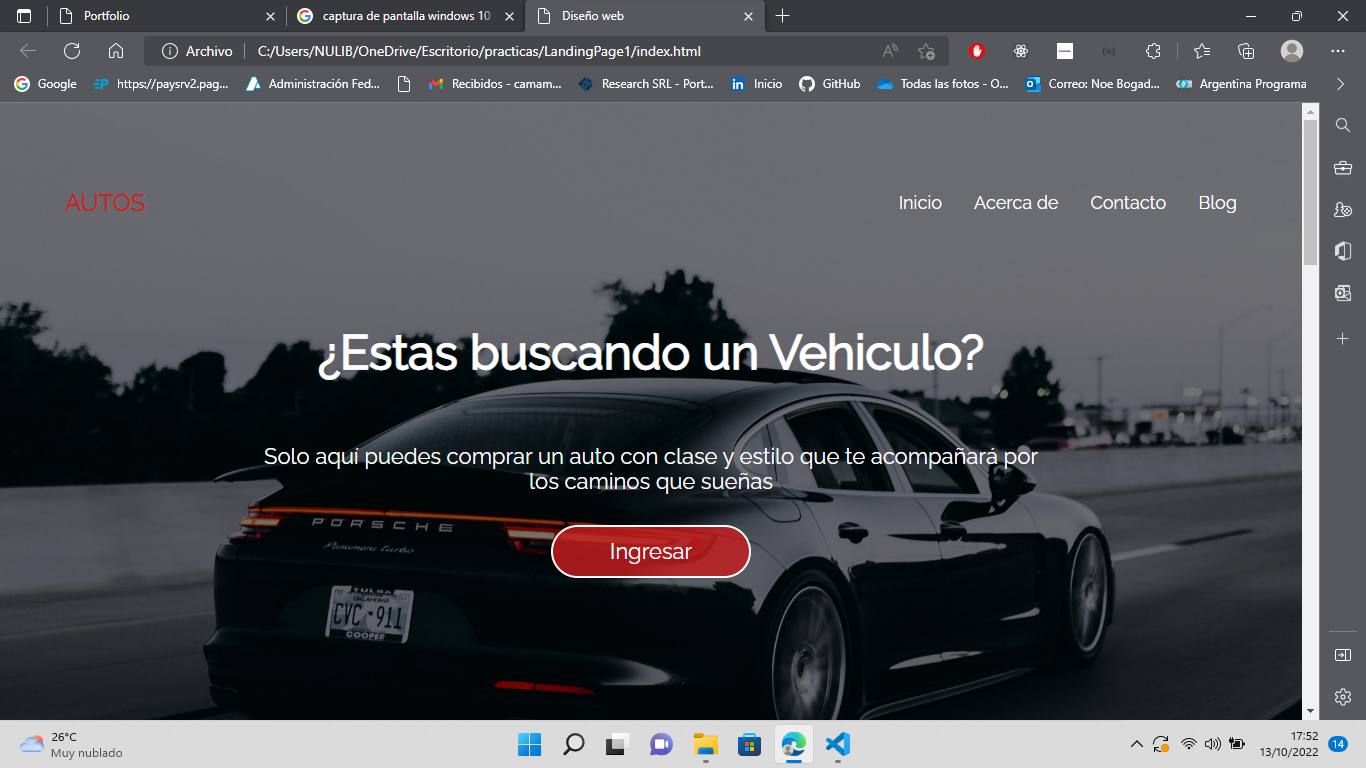 Portfolio
captura de pantalla windows 10
Diseño web
Archivo
C:/Users/NULIB/OneDrive/Escritorio/practicas/LandingPage1/index.html
Google
https://paysrv2.pag...
Administración Fed...
Recibidos - camam...
Research SRL - Port...
Inicio
GitHub
Todas las fotos - O...
Correo: Noe Bogad...
Argentina Programa
AUTOS
Inicio
Acerca de
Contacto
Blog
¿Estas buscando un Vehiculo?
Solo aquí puedes comprar un auto con clase y estilo que te acompañará por
los caminos que sueñas
PORSCHE
Panamera turbo
Ingresar
TULSA
OKLAHOMA
CVC-911
COOPER
26°C
Muy nublado
17:52
13/10/2022
14